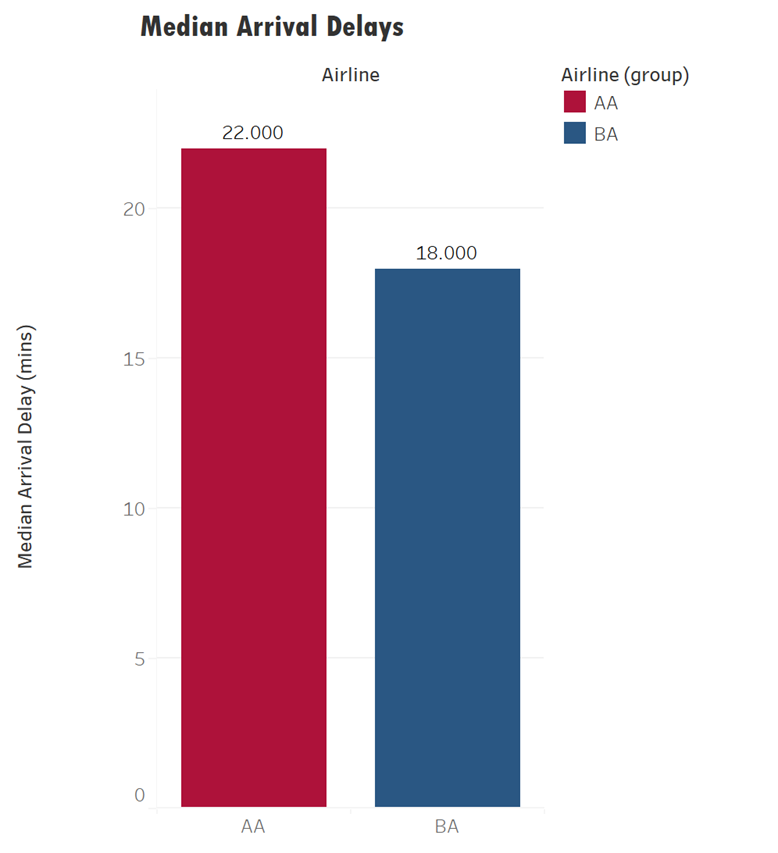 Median Arrival Delays
Airline
Airline (group)
AA
BA
22.000
18.000
Median Arrival Delay (mins)
20
15
10
5
0
AA
BA